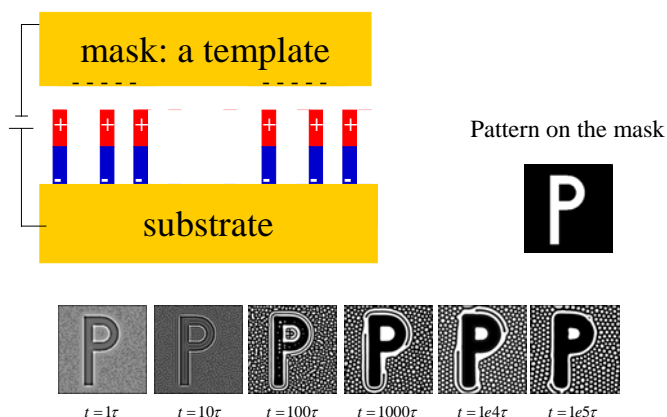 mask: a template
- - - - - - - - - - -
+ + + + + +
- - - - - -
substrate
Pattern on the mask
P
P P P P P P
t = 1τ t = 10τ t = 100τ t = 1000τ t = 1e4τ t = 1e5τ